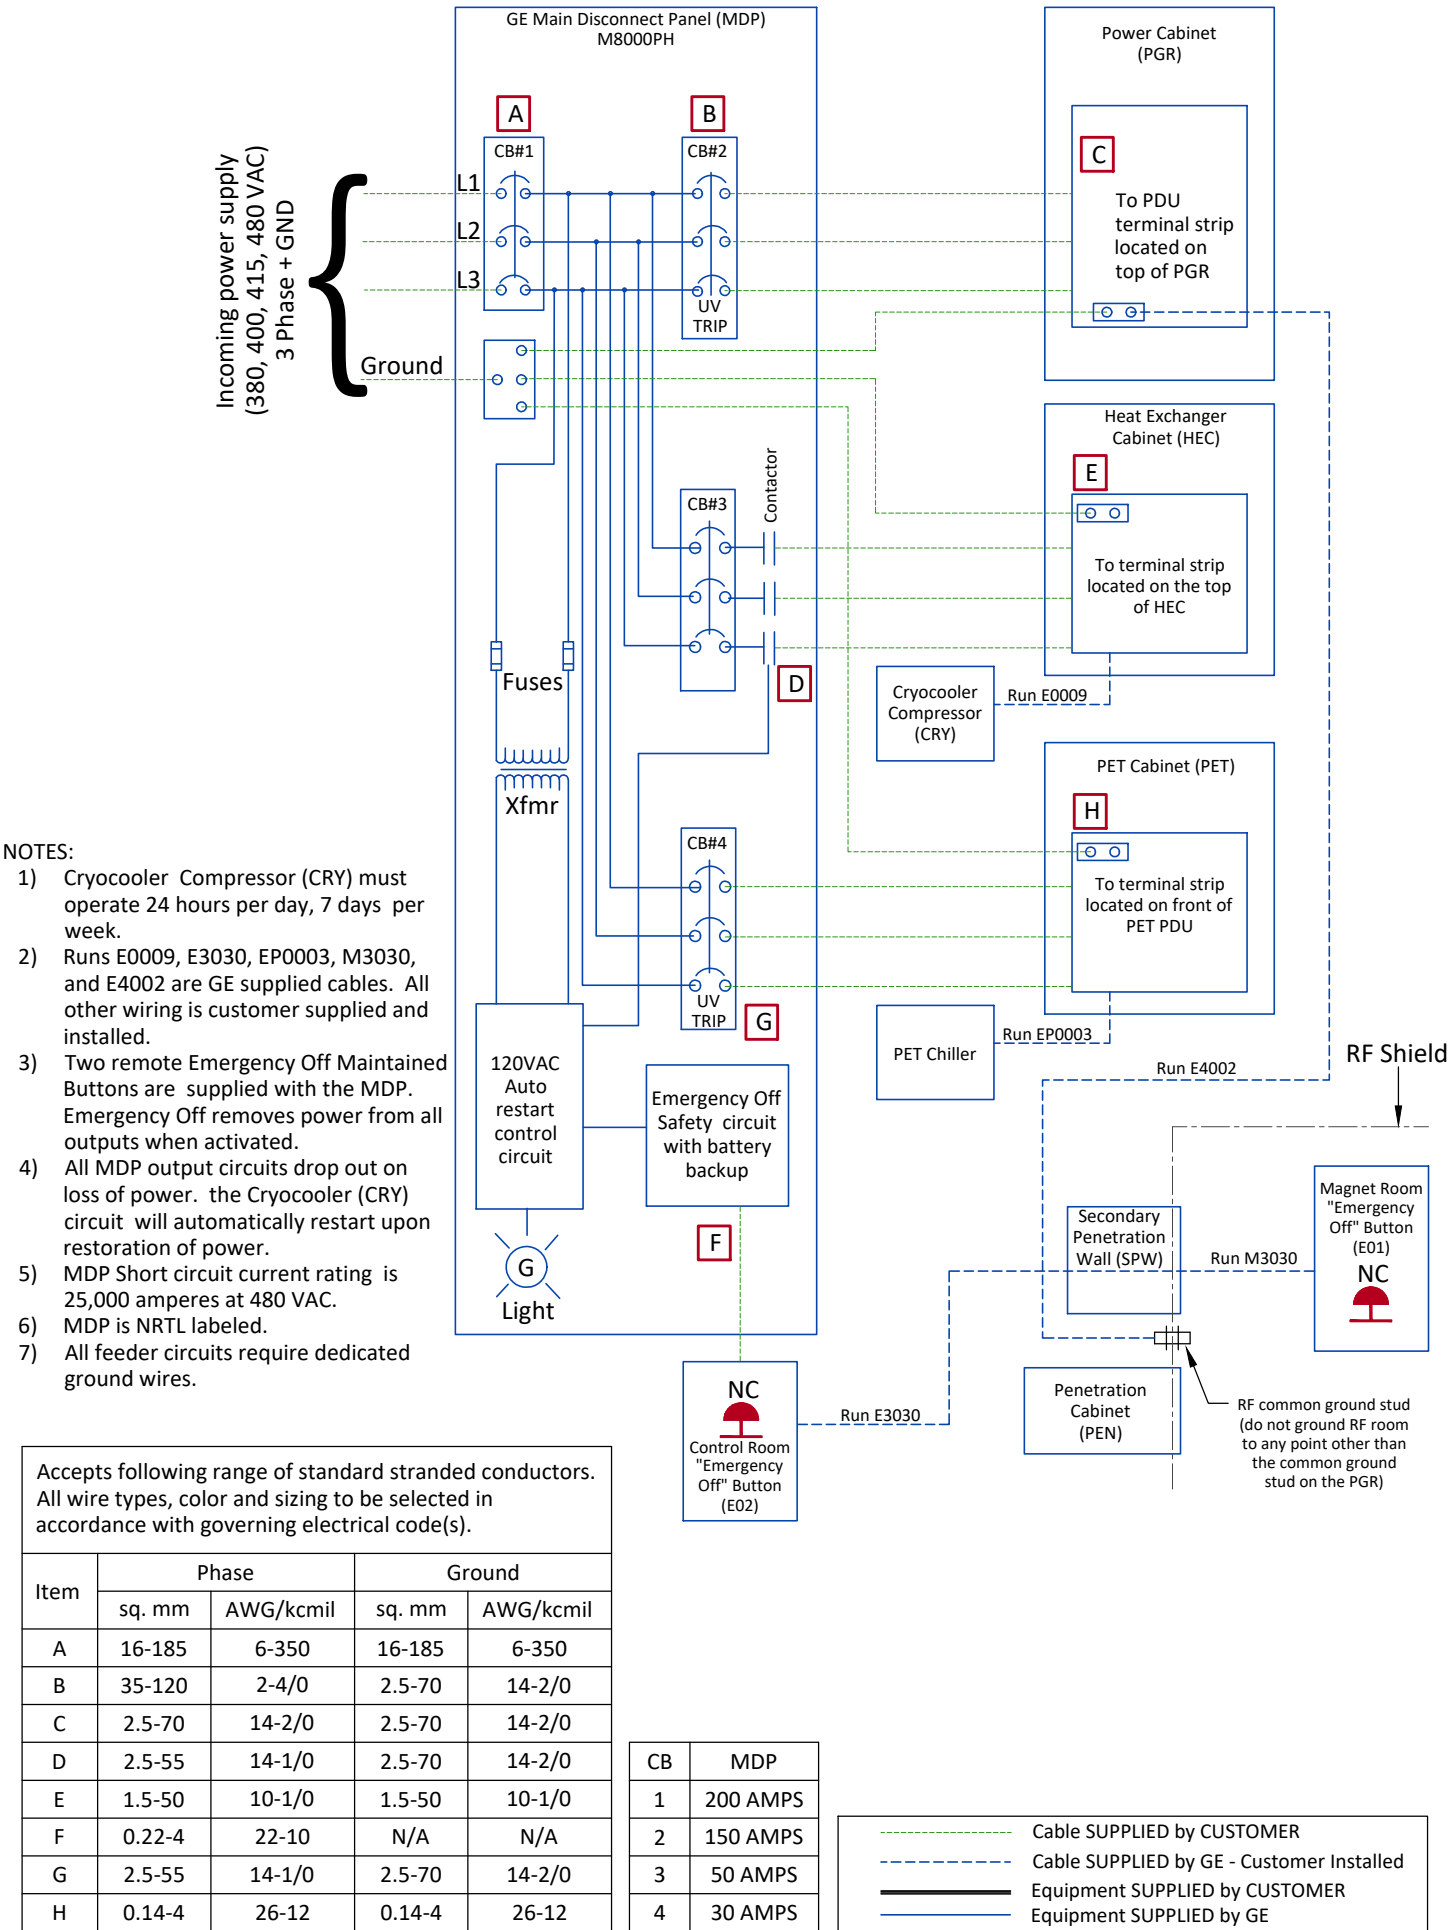 GE Main Disconnect Panel (MDP)
M8000PH
Power Cabinet
(PGR)
A
B
C
CB#1
CB#2
L1
L2
L3
UV
TRIP
To PDU
terminal strip
located on
top of PGR
Incoming power supply
(380, 400, 415, 480 VAC)
3 Phase + GND
Ground
Heat Exchanger
Cabinet (HEC)
E
CB#3
Contactor
To terminal strip
located on the top
of HEC
Fuses
D
Cryocooler
Compressor
(CRY)
Run E0009
PET Cabinet (PET)
Xfmr
H
CB#4
To terminal strip
located on front of
PET PDU
UV
TRIP
G
PET Chiller
Run EP0003
Run E4002
RF Shield
120VAC
Auto
restart
control
circuit
Emergency Off
Safety circuit
with battery
backup
F
G
Light
Secondary
Penetration
Wall (SPW)
Run M3030
Magnet Room
"Emergency
Off" Button
(E01)
NC
NC
Control Room
"Emergency
Off" Button
(E02)
Run E3030
Penetration
Cabinet
(PEN)
RF common ground stud
(do not ground RF room
to any point other than
the common ground
stud on the PGR)
NOTES:
1) Cryocooler Compressor (CRY) must
operate 24 hours per day, 7 days per
week.
2) Runs E0009, E3030, EP0003, M3030,
and E4002 are GE supplied cables. All
other wiring is customer supplied and
installed.
3) Two remote Emergency Off Maintained
Buttons are supplied with the MDP.
Emergency Off removes power from all
outputs when activated.
4) All MDP output circuits drop out on
loss of power. the Cryocooler (CRY)
circuit will automatically restart upon
restoration of power.
5) MDP Short circuit current rating is
25,000 amperes at 480 VAC.
6) MDP is NRTL labeled.
7) All feeder circuits require dedicated
ground wires.
Accepts following range of standard stranded conductors.
All wire types, color and sizing to be selected in
accordance with governing electrical code(s).
Item Phase Ground
sq. mm AWG/kcmil sq. mm AWG/kcmil
A 16-185 6-350 16-185 6-350
B 35-120 2-4/0 2.5-70 14-2/0
C 2.5-70 14-2/0 2.5-70 14-2/0
D 2.5-55 14-1/0 2.5-70 14-2/0
E 1.5-50 10-1/0 1.5-50 10-1/0
F 0.22-4 22-10 N/A N/A
G 2.5-55 14-1/0 2.5-70 14-2/0
H 0.14-4 26-12 0.14-4 26-12
CB MDP
1 200 AMPS
2 150 AMPS
3 50 AMPS
4 30 AMPS
Cable SUPPLIED by CUSTOMER
Cable SUPPLIED by GE - Customer Installed
Equipment SUPPLIED by CUSTOMER
Equipment SUPPLIED by GE